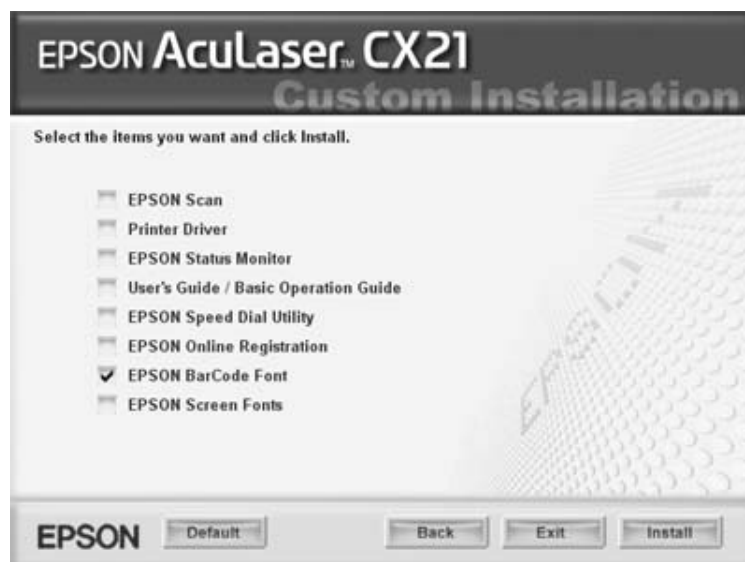 EPSON AcuLaser™ CX21
Custom Installation
Select the items you want and click Install.
EPSON Scan
Printer Driver
EPSON Status Monitor
User's Guide / Basic Operation Guide
EPSON Speed Dial Utility
EPSON Online Registration
EPSON BarCode Font
EPSON Screen Fonts
EPSON
EPSON Default Back Exit Install